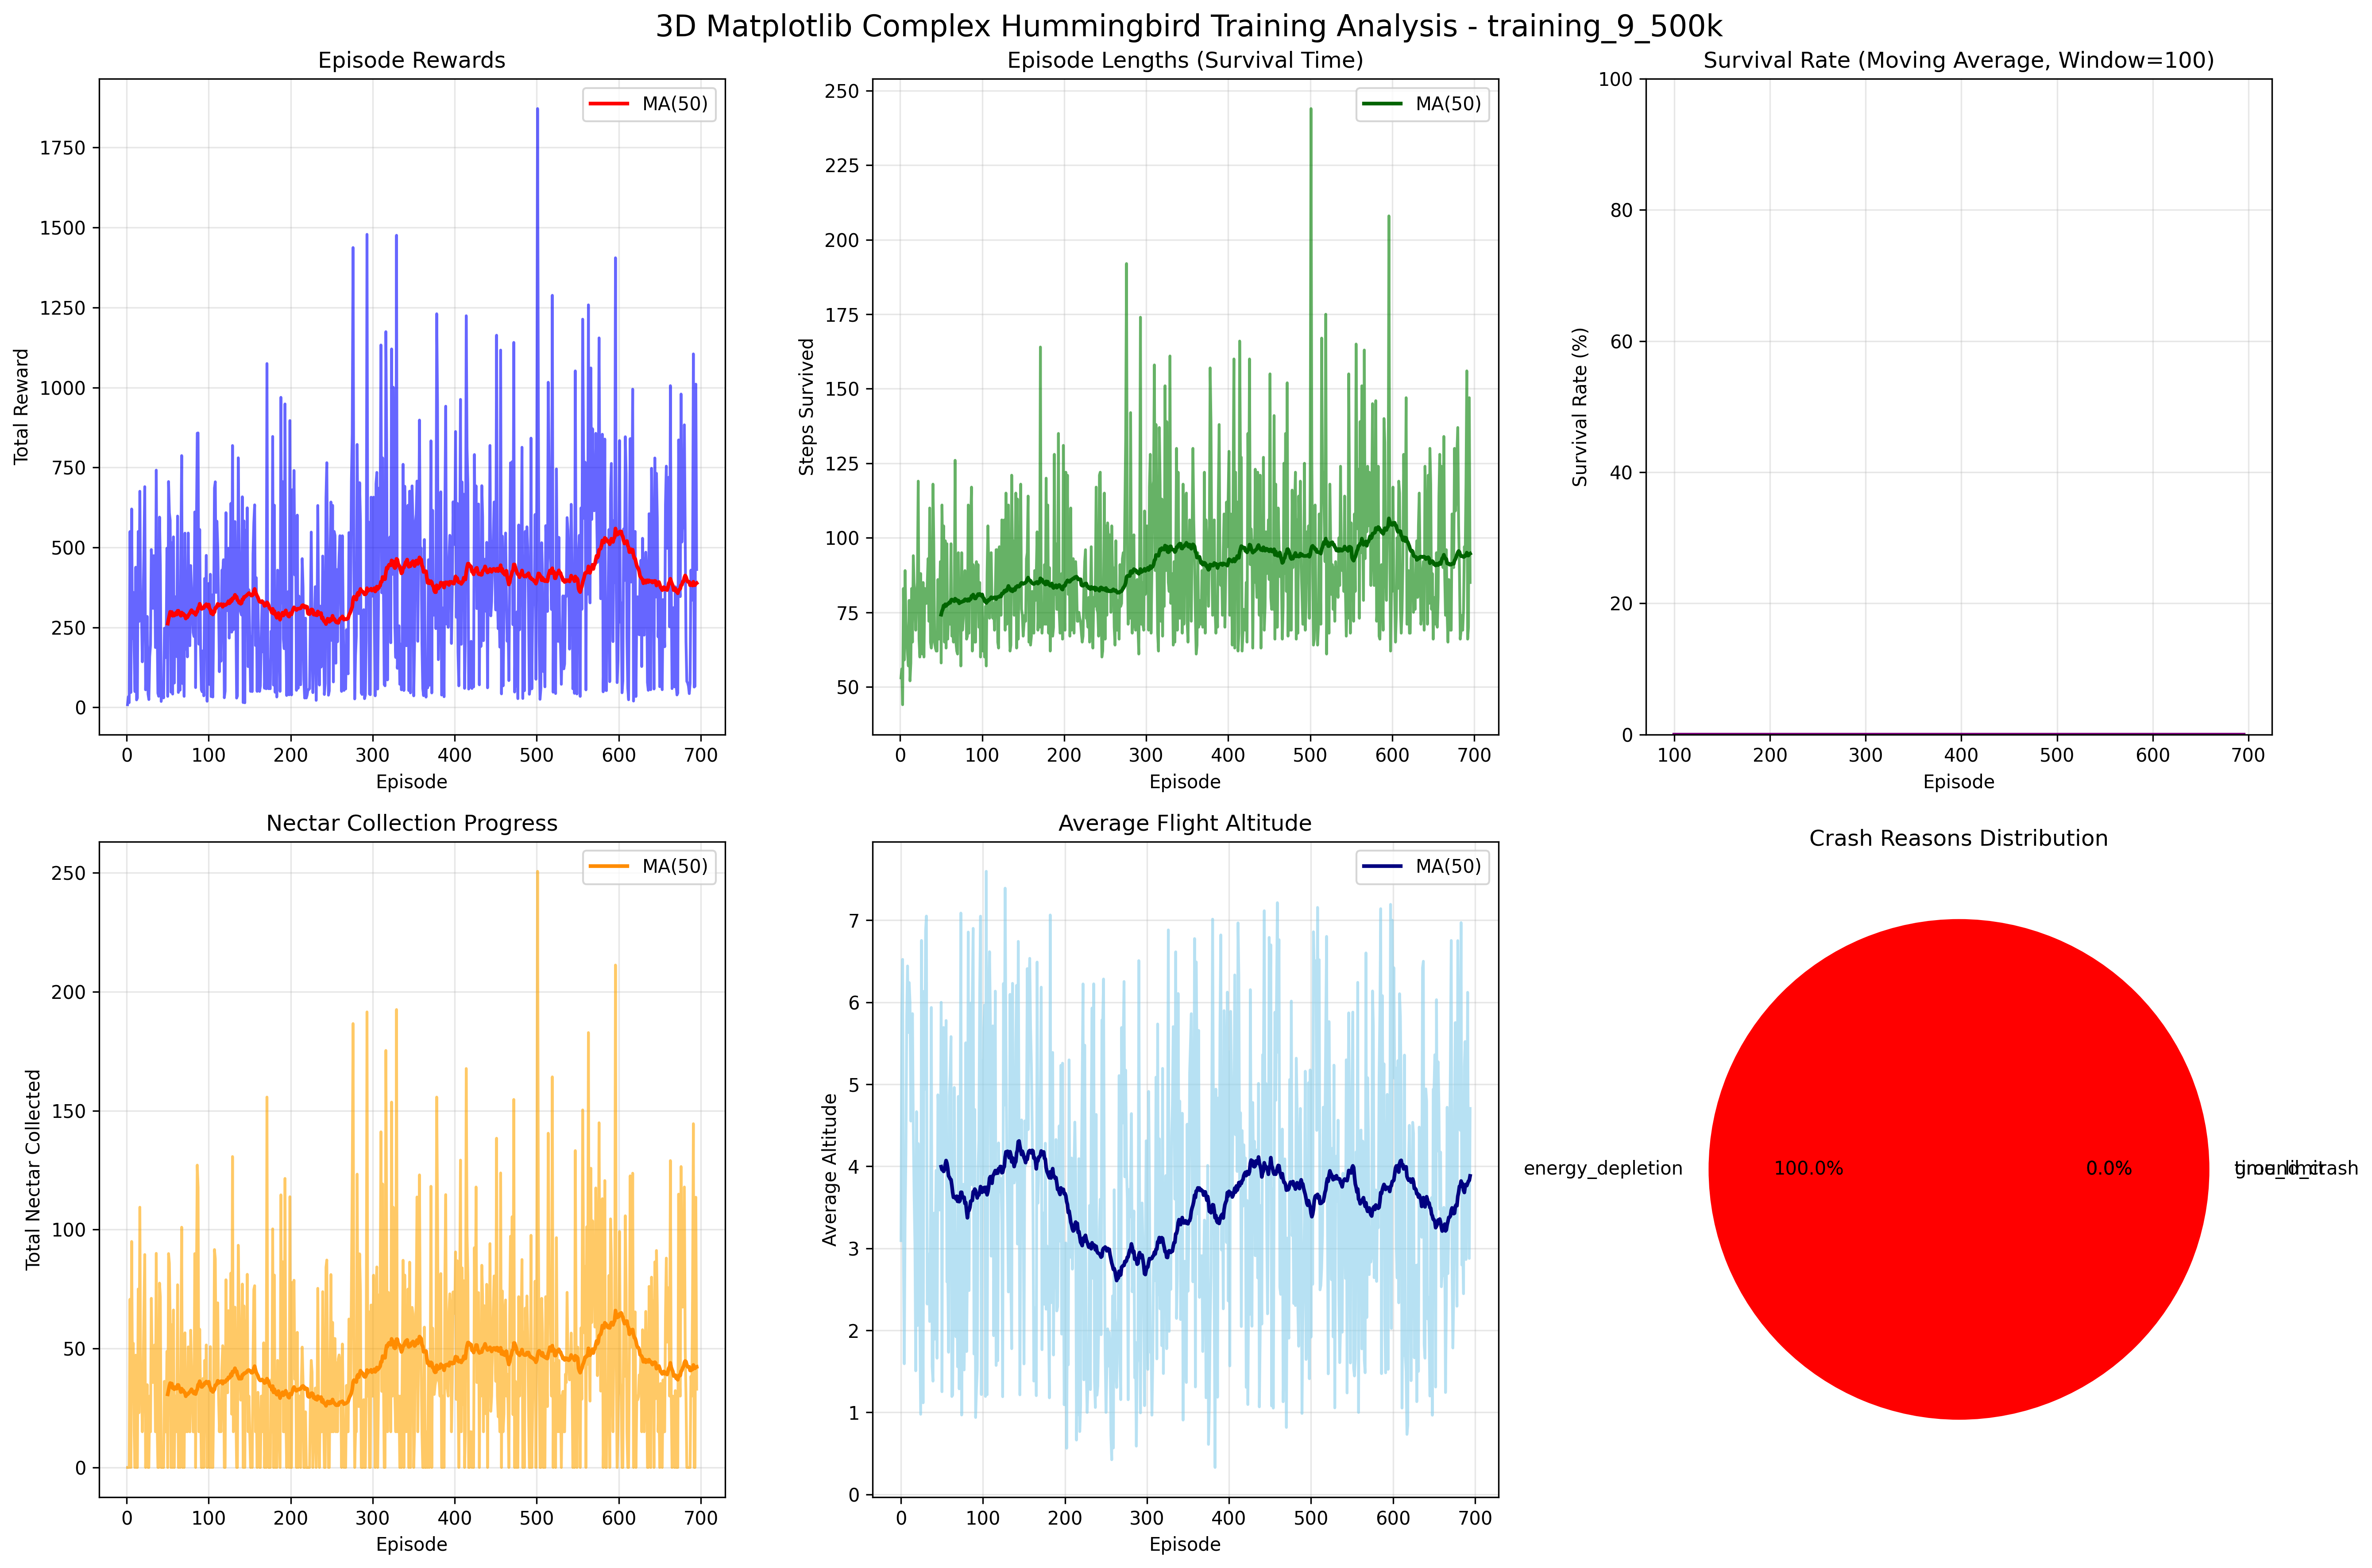 3D Matplotlib Complex Hummingbird Training Analysis - training_9_500k
Episode Rewards
MA(50)
Total Reward
1750
1500
1250
1000
750
500
250
0
0 100 200 300 400 500 600 700
Episode
Episode Lengths (Survival Time)
MA(50)
Steps Survived
250
225
200
175
150
125
100
75
50
0 100 200 300 400 500 600 700
Episode
Survival Rate (Moving Average, Window=100)
Survival Rate (%)
100
80
60
40
20
0
100 200 300 400 500 600 700
Episode
Nectar Collection Progress
MA(50)
Total Nectar Collected
250
200
150
100
50
0
0 100 200 300 400 500 600 700
Episode
Average Flight Altitude
MA(50)
Average Altitude
7
6
5
4
3
2
1
0
0 100 200 300 400 500 600 700
Episode
Crash Reasons Distribution
energy_depletion
100.0%
0.0%
time_limit
ground_crash